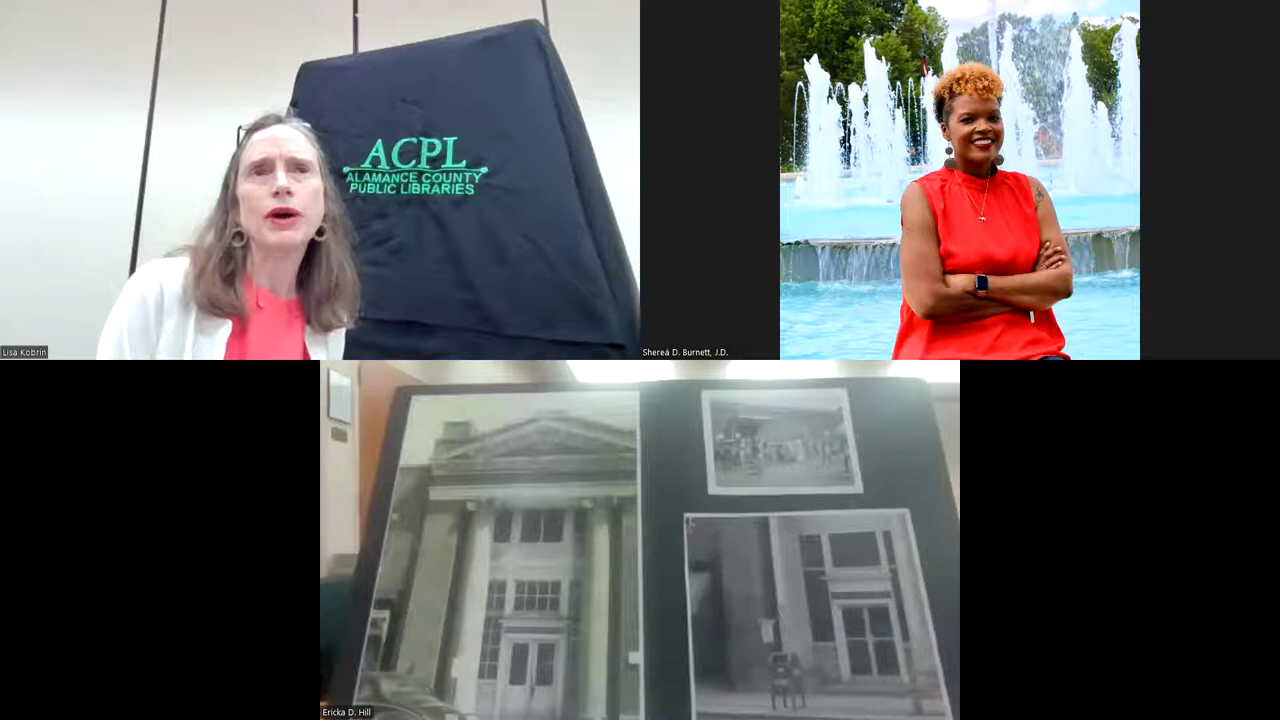 ACPL
ALAMANCE COUNTY
PUBLIC LIBRARIES
Lisa Kobrin
Shereá D. Burnett, J.D.
Ericka D. Hill